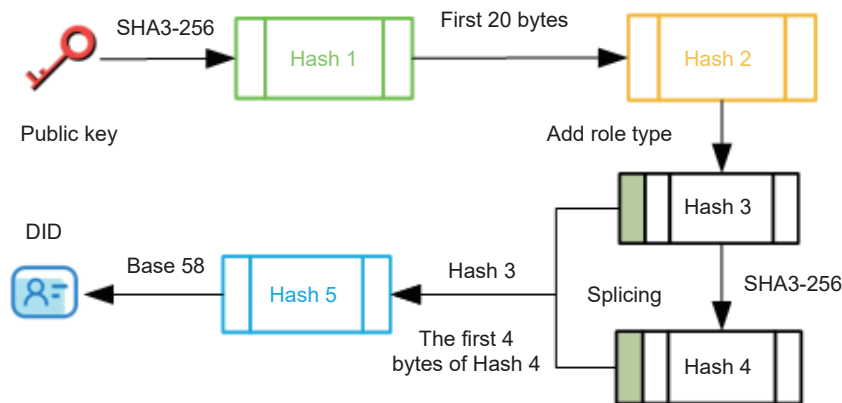 SHA3-256
First 20 bytes
Hash 1
Hash 2
Public key
Add role type
Hash 3
DID
Base 58
Hash 5
Hash 3
Splicing
SHA3-256
The first 4
bytes of Hash 4
Hash 4